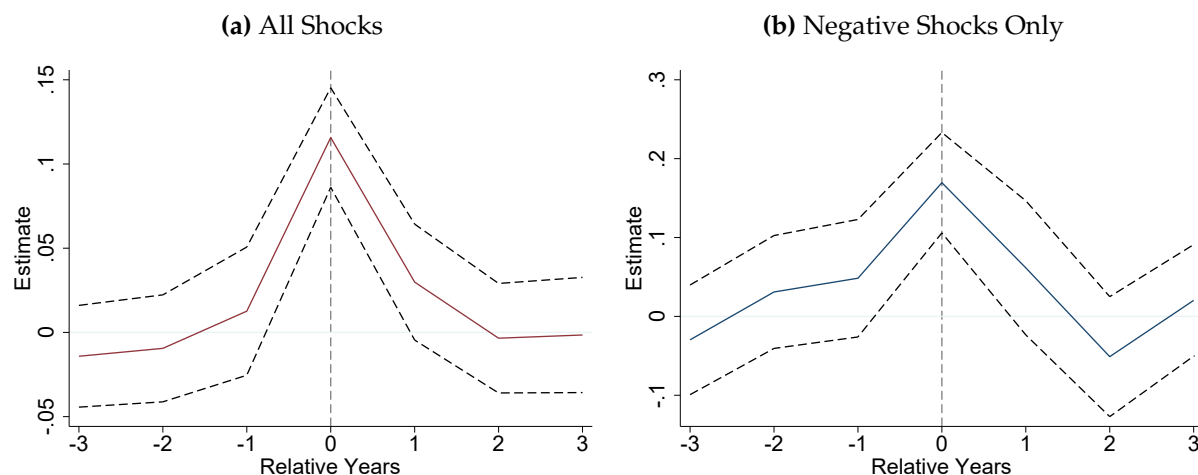 (a) All Shocks
.15
.1
.05
0
-.05
Estimate
-3 -2 -1 0 1 2 3
Relative Years
(b) Negative Shocks Only
.3
.2
.1
0
-.1
Estimate
-3 -2 -1 0 1 2 3
Relative Years